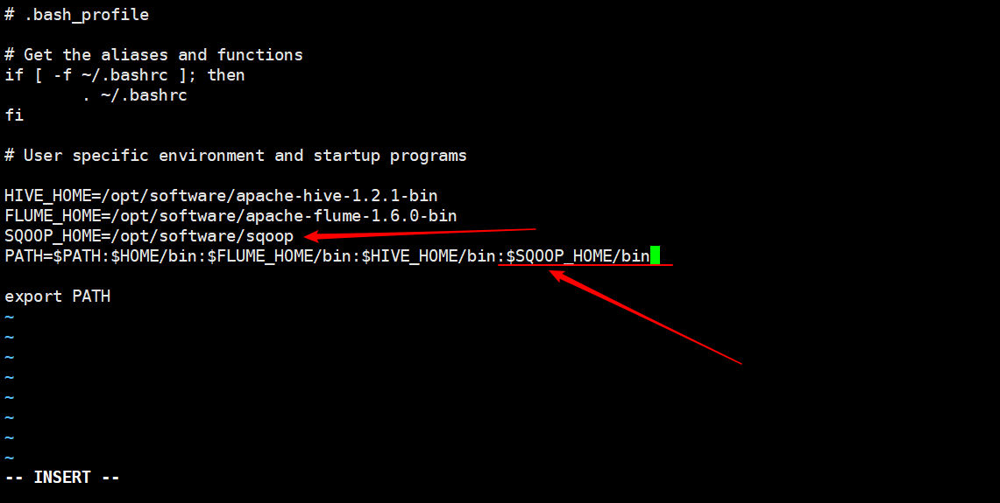 # .bash_profile
# Get the aliases and functions
if [ -f ~/.bashrc ]; then
        . ~/.bashrc
fi
# User specific environment and startup programs
HIVE_HOME=/opt/software/apache-hive-1.2.1-bin
FLUME_HOME=/opt/software/apache-flume-1.6.0-bin
SQOOP_HOME=/opt/software/sqoop
PATH=$PATH:$HOME/bin:$FLUME_HOME/bin:$HIVE_HOME/bin:$SQOOP_HOME/bin
export PATH
~
~
~
~
~
~
~
~
-- INSERT --